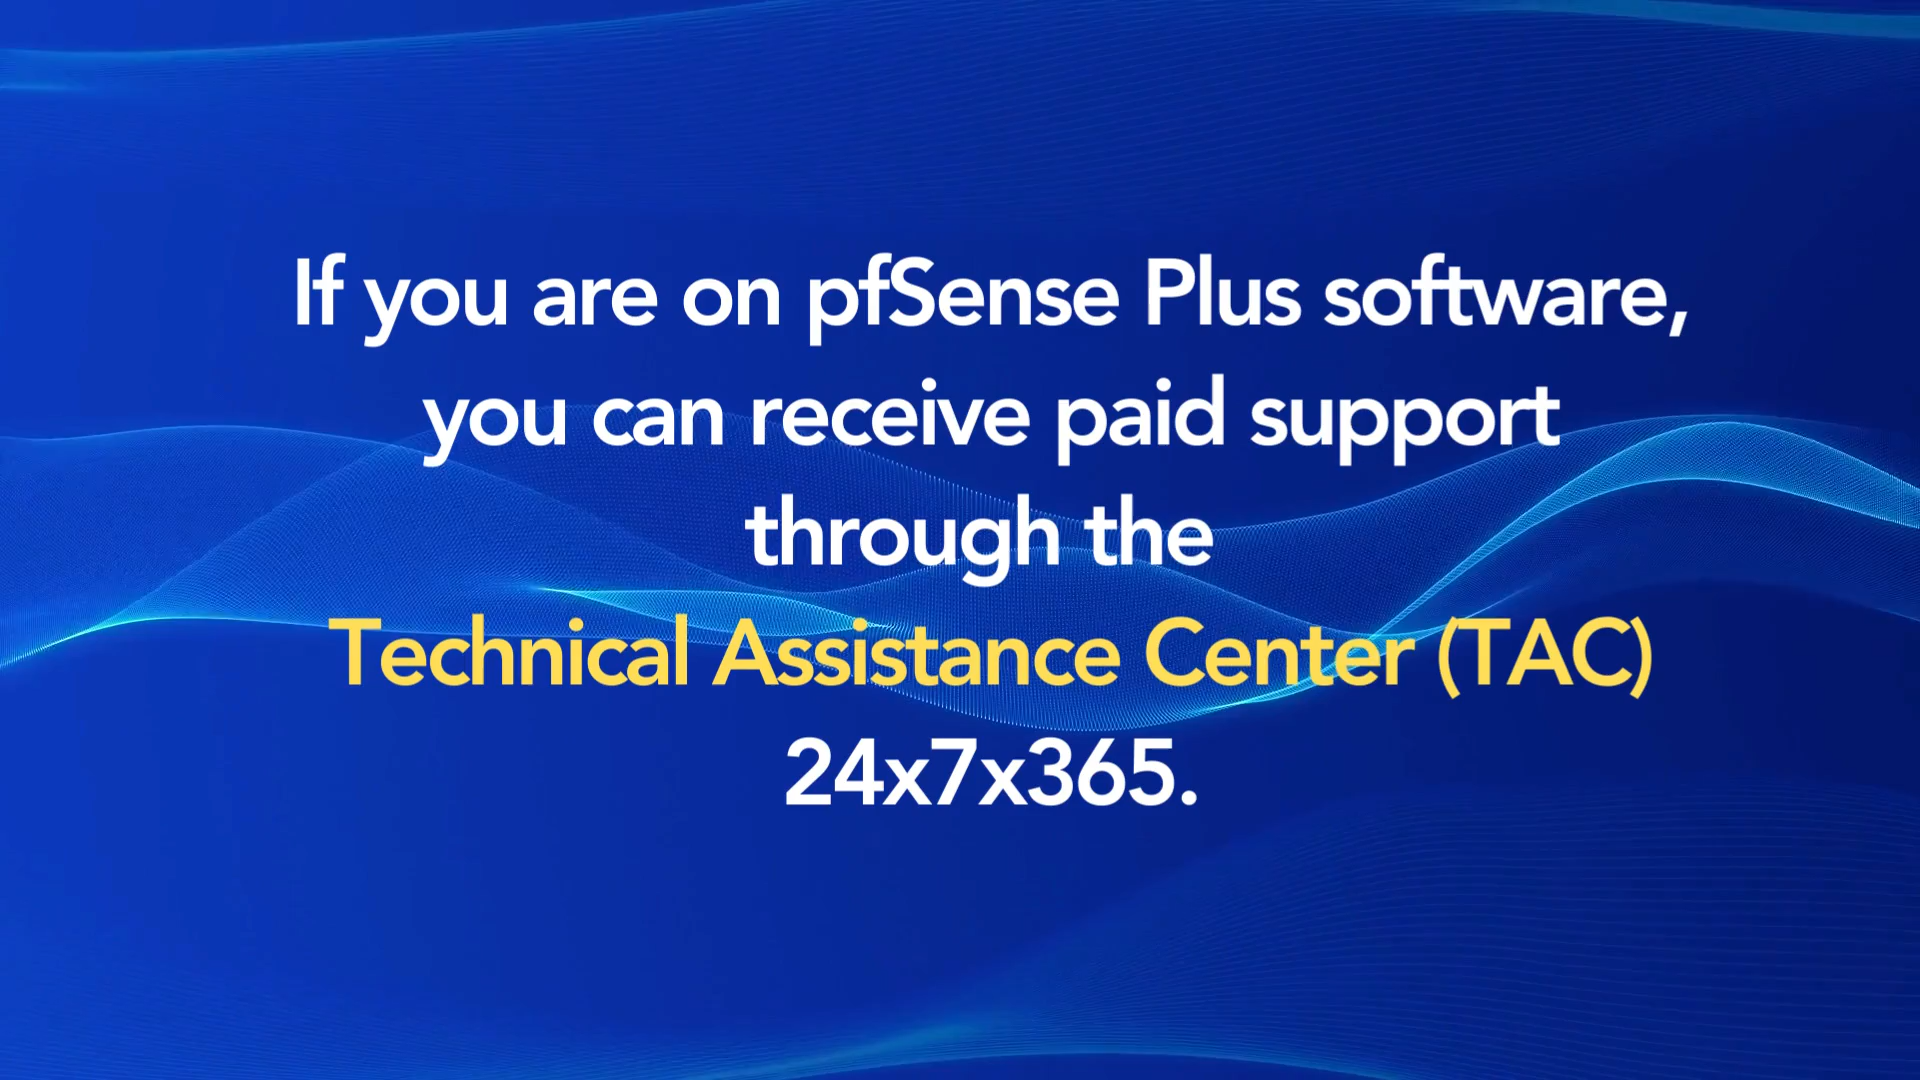 If you are on pfSense Plus software,
you can receive paid support
through the
Technical Assistance Center (TAC)
24x7x365.